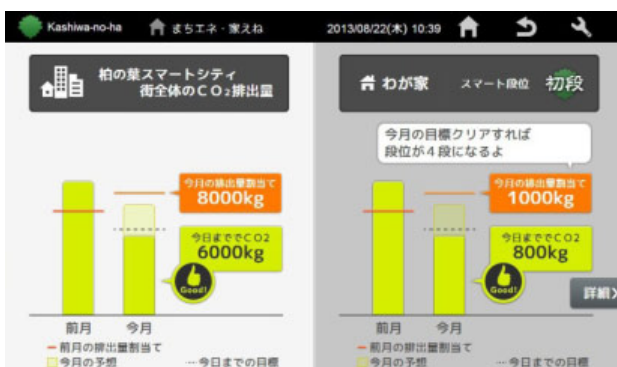 Kashiwa-no-ha
まちエネ・家えね
2013/08/22(木) 10:39
柏の葉スマートシティ
街全体のCO₂排出量
今月の排出量割当て
8000kg
今日まででCO2
6000kg
Good!
前月 今月
前月の排出量割当て
今月の予想 今日までの目標
わが家 スマート段位 初段
今月の目標クリアすれば
段位が4段になるよ
今月の排出量割当て
1000kg
今日まででCO2
800kg
Good!
詳細
前月 今月
前月の排出量割当て
今月の予想 今日までの目標